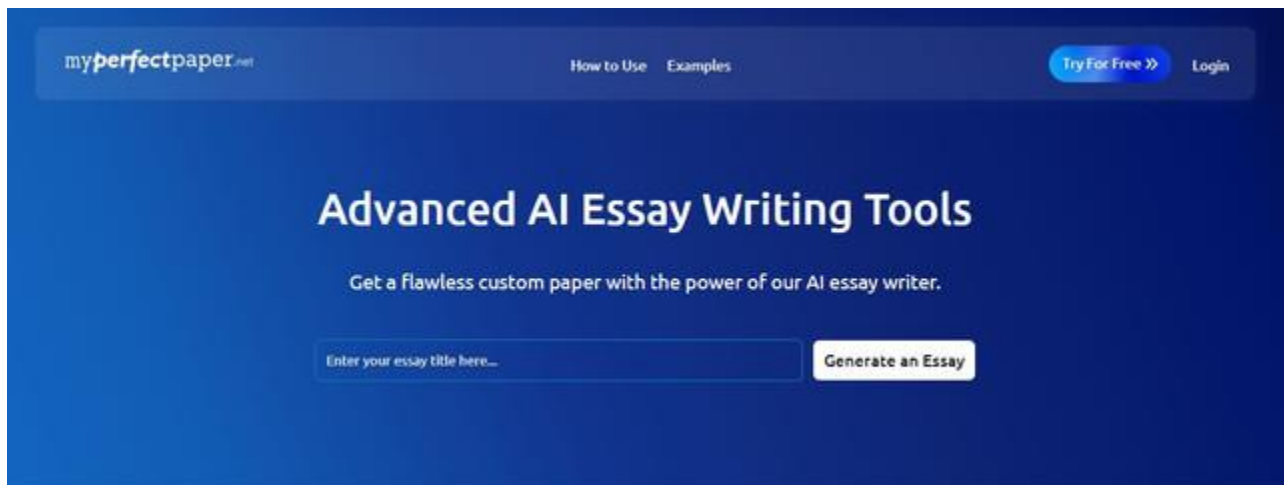 myperfectpaper.net
How to Use Examples
Try For Free »
Login
Advanced AI Essay Writing Tools
Get a flawless custom paper with the power of our AI essay writer.
Enter your essay title here...
Generate an Essay